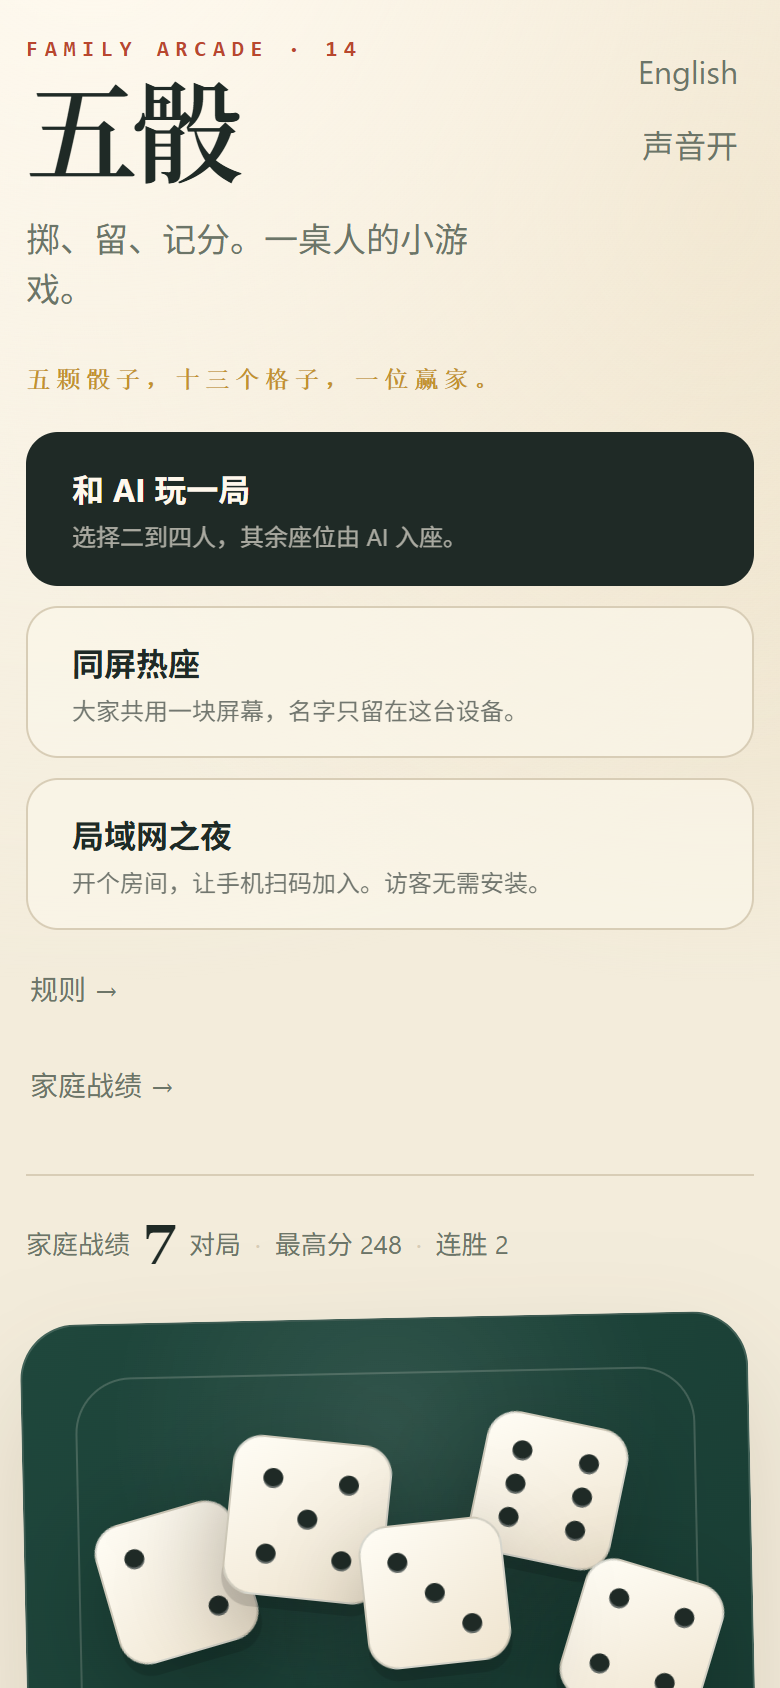 FAMILY ARCADE · 14
五骰
English
声音开
掷、留、记分。一桌人的小游
戏。
五颗骰子，十三个格子，一位赢家。
和 AI 玩一局
选择二到四人，其余座位由 AI 入座。
同屏热座
大家共用一块屏幕，名字只留在这台设备。
局域网之夜
开个房间，让手机扫码加入。访客无需安装。
规则 →
家庭战绩 →
家庭战绩 7 对局 · 最高分 248 · 连胜 2